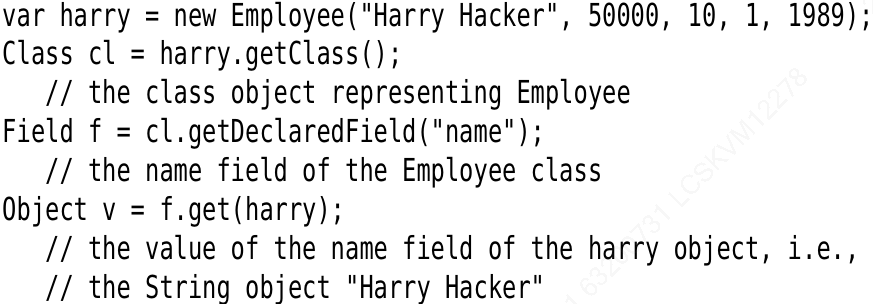 var harry = new Employee("Harry Hacker", 50000, 10, 1, 1989);
Class cl = harry.getClass();
// the class object representing Employee
Field f = cl.getDeclaredField("name");
// the name field of the Employee class
Object v = f.get(harry);
// the value of the name field of the harry object, i.e.,
// the String object "Harry Hacker"
LCSKVM12278